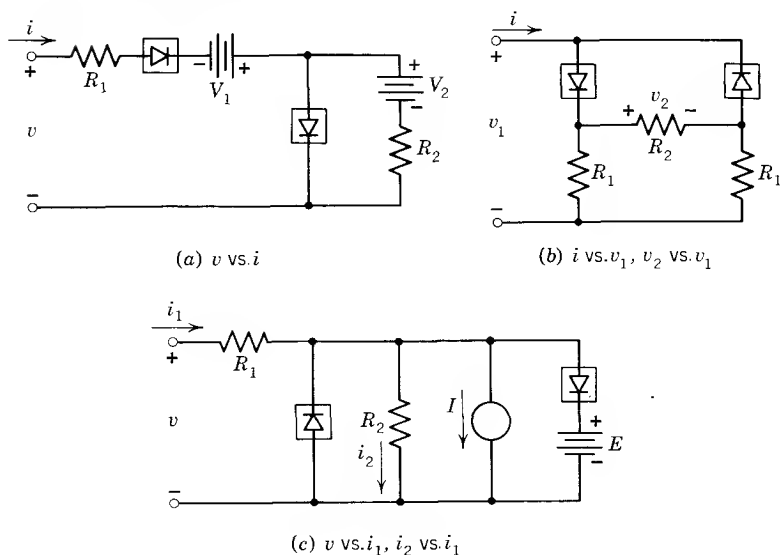 i
+
R₁
−
V₁
+
+
V₂
−
v
R₂
−
(a) v vs. i
i
+
v₁
+ v₂ −
R₂
R₁
R₁
−
(b) i vs. v₁, v₂ vs. v₁
i₁
+
R₁
v
R₂
i₂
I
+
E
−
−
(c) v vs. i₁, i₂ vs. i₁